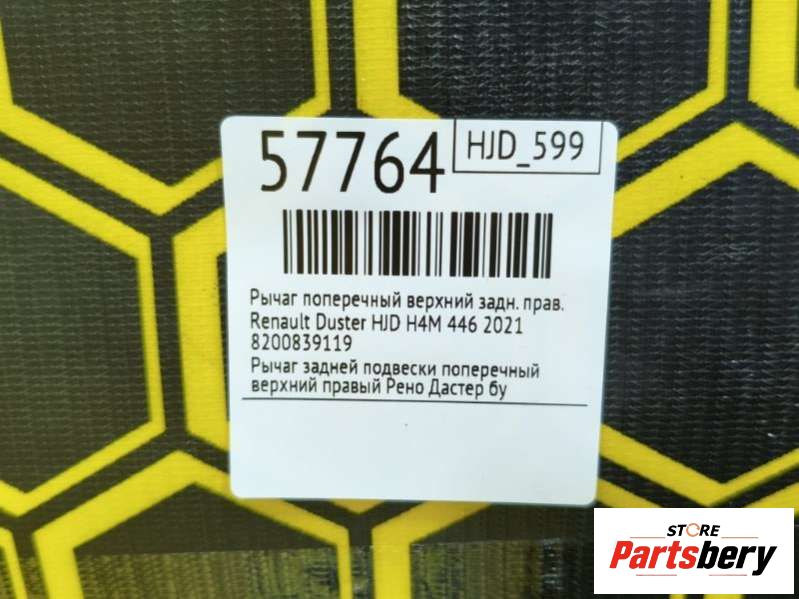 57764
HJD_599
Рычаг поперечный верхний задн. прав.
Renault Duster HJD H4M 446 2021
8200839119
Рычаг задней подвески поперечный
верхний правый Рено Дастер бу
STORE
Partsbery